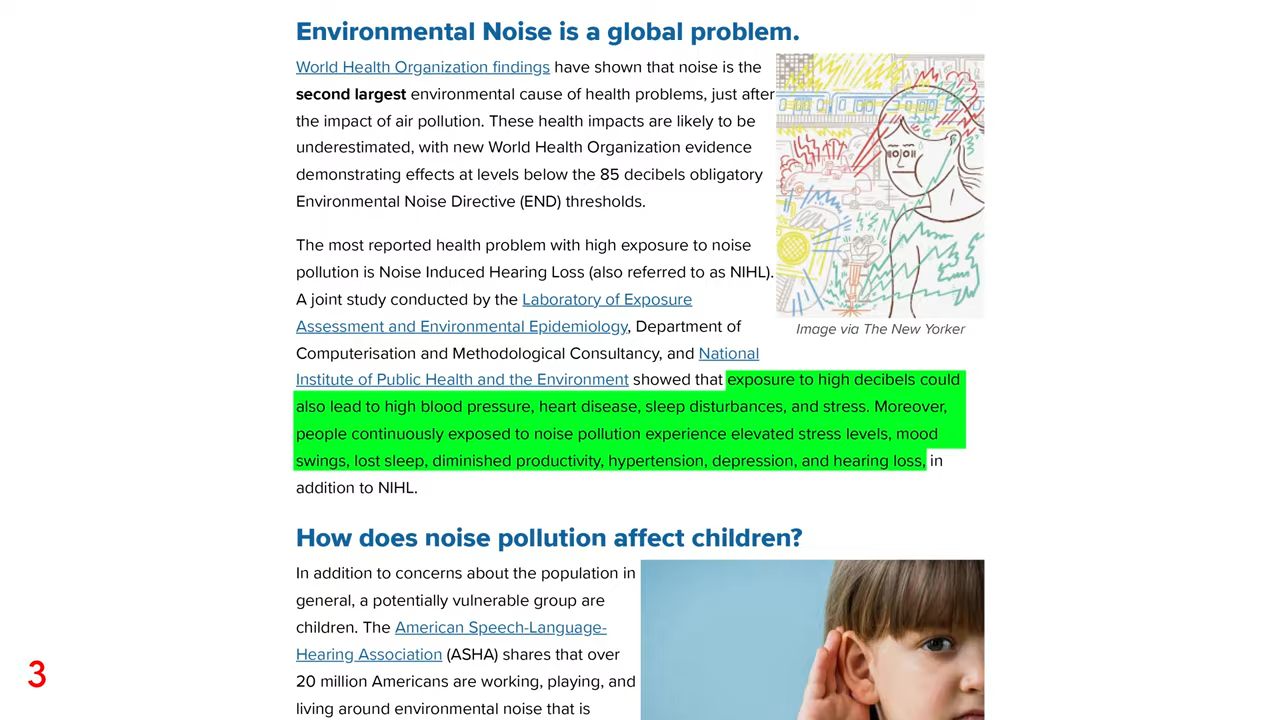 Environmental Noise is a global problem.
World Health Organization findings have shown that noise is the
second largest environmental cause of health problems, just after
the impact of air pollution. These health impacts are likely to be
underestimated, with new World Health Organization evidence
demonstrating effects at levels below the 85 decibels obligatory
Environmental Noise Directive (END) thresholds.
The most reported health problem with high exposure to noise
pollution is Noise Induced Hearing Loss (also referred to as NIHL).
A joint study conducted by the Laboratory of Exposure
Assessment and Environmental Epidemiology, Department of
Computerisation and Methodological Consultancy, and National
Institute of Public Health and the Environment showed that exposure to high decibels could
also lead to high blood pressure, heart disease, sleep disturbances, and stress. Moreover,
people continuously exposed to noise pollution experience elevated stress levels, mood
swings, lost sleep, diminished productivity, hypertension, depression, and hearing loss, in
addition to NIHL.
Image via The New Yorker
How does noise pollution affect children?
In addition to concerns about the population in
general, a potentially vulnerable group are
children. The American Speech-Language-
Hearing Association (ASHA) shares that over
20 million Americans are working, playing, and
living around environmental noise that is
3